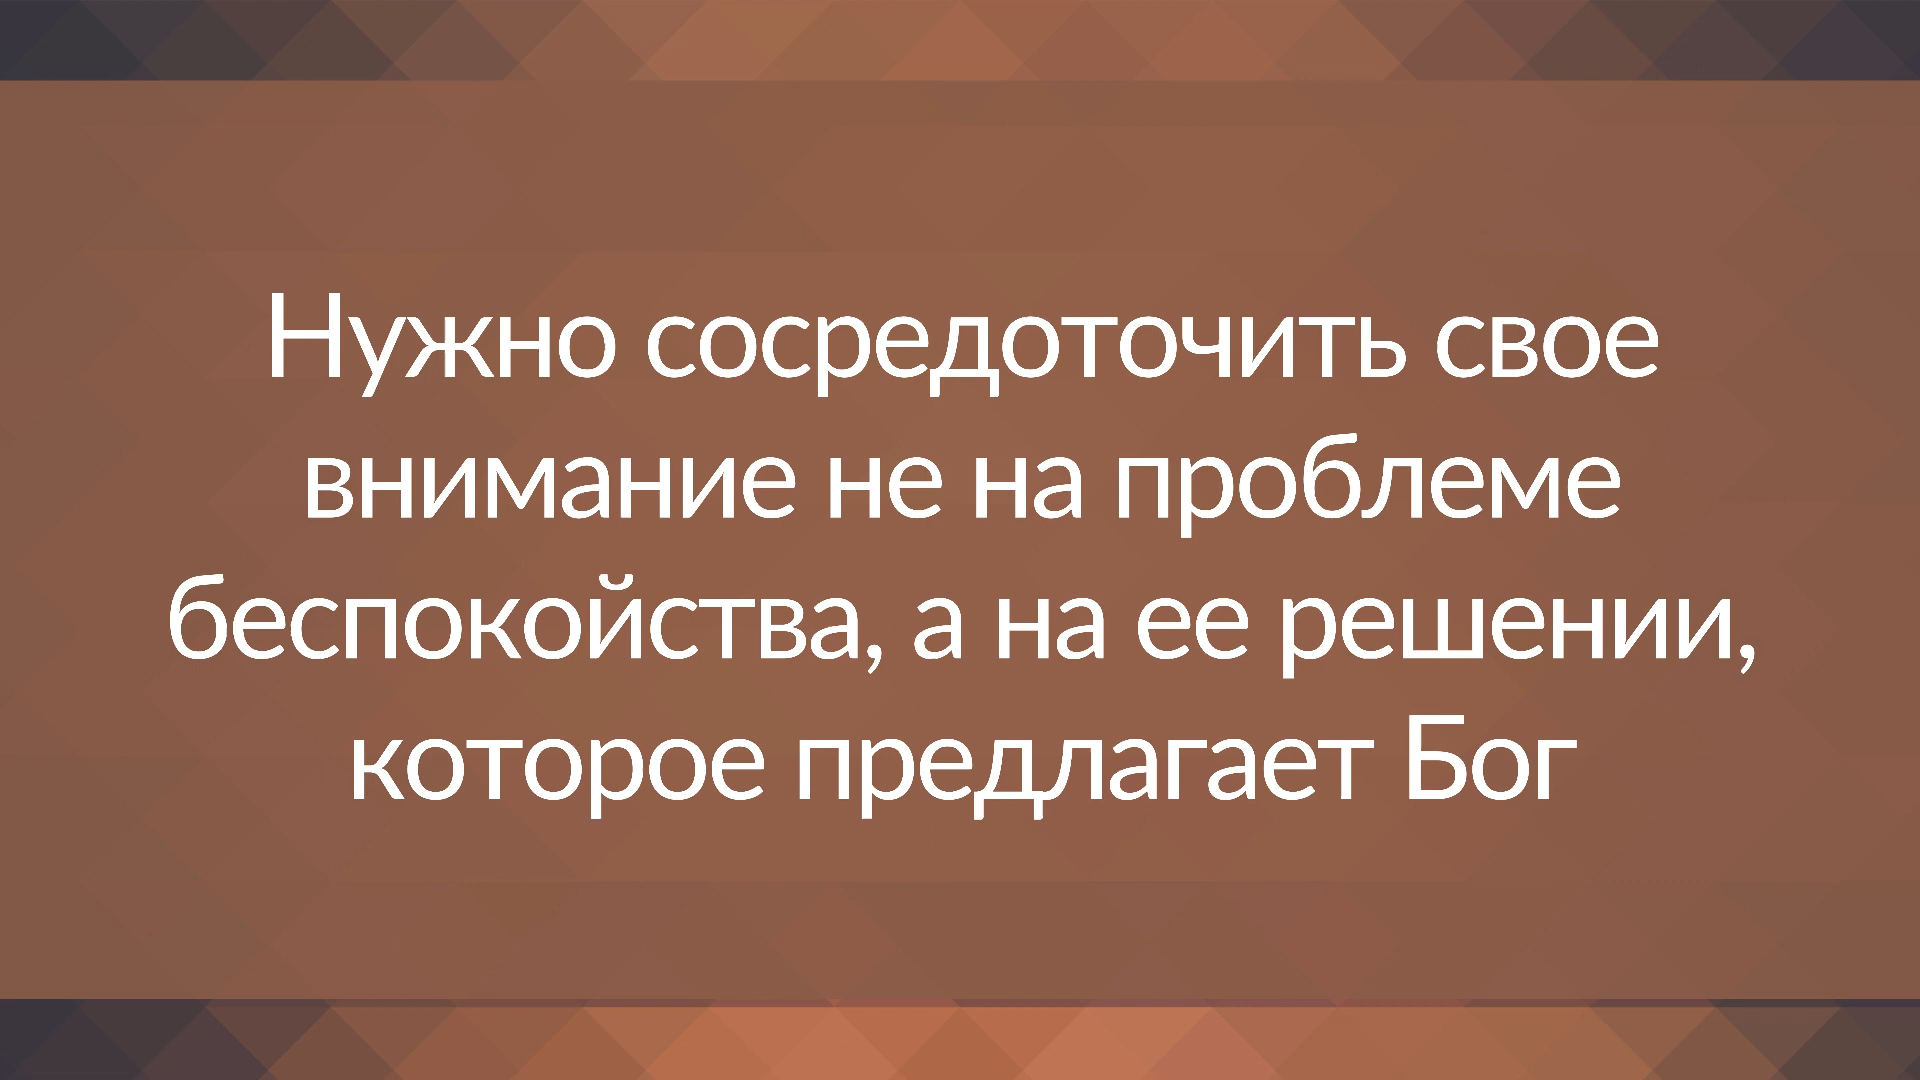 Нужно сосредоточить свое
внимание не на проблеме
беспокойства, а на ее решении,
которое предлагает Бог